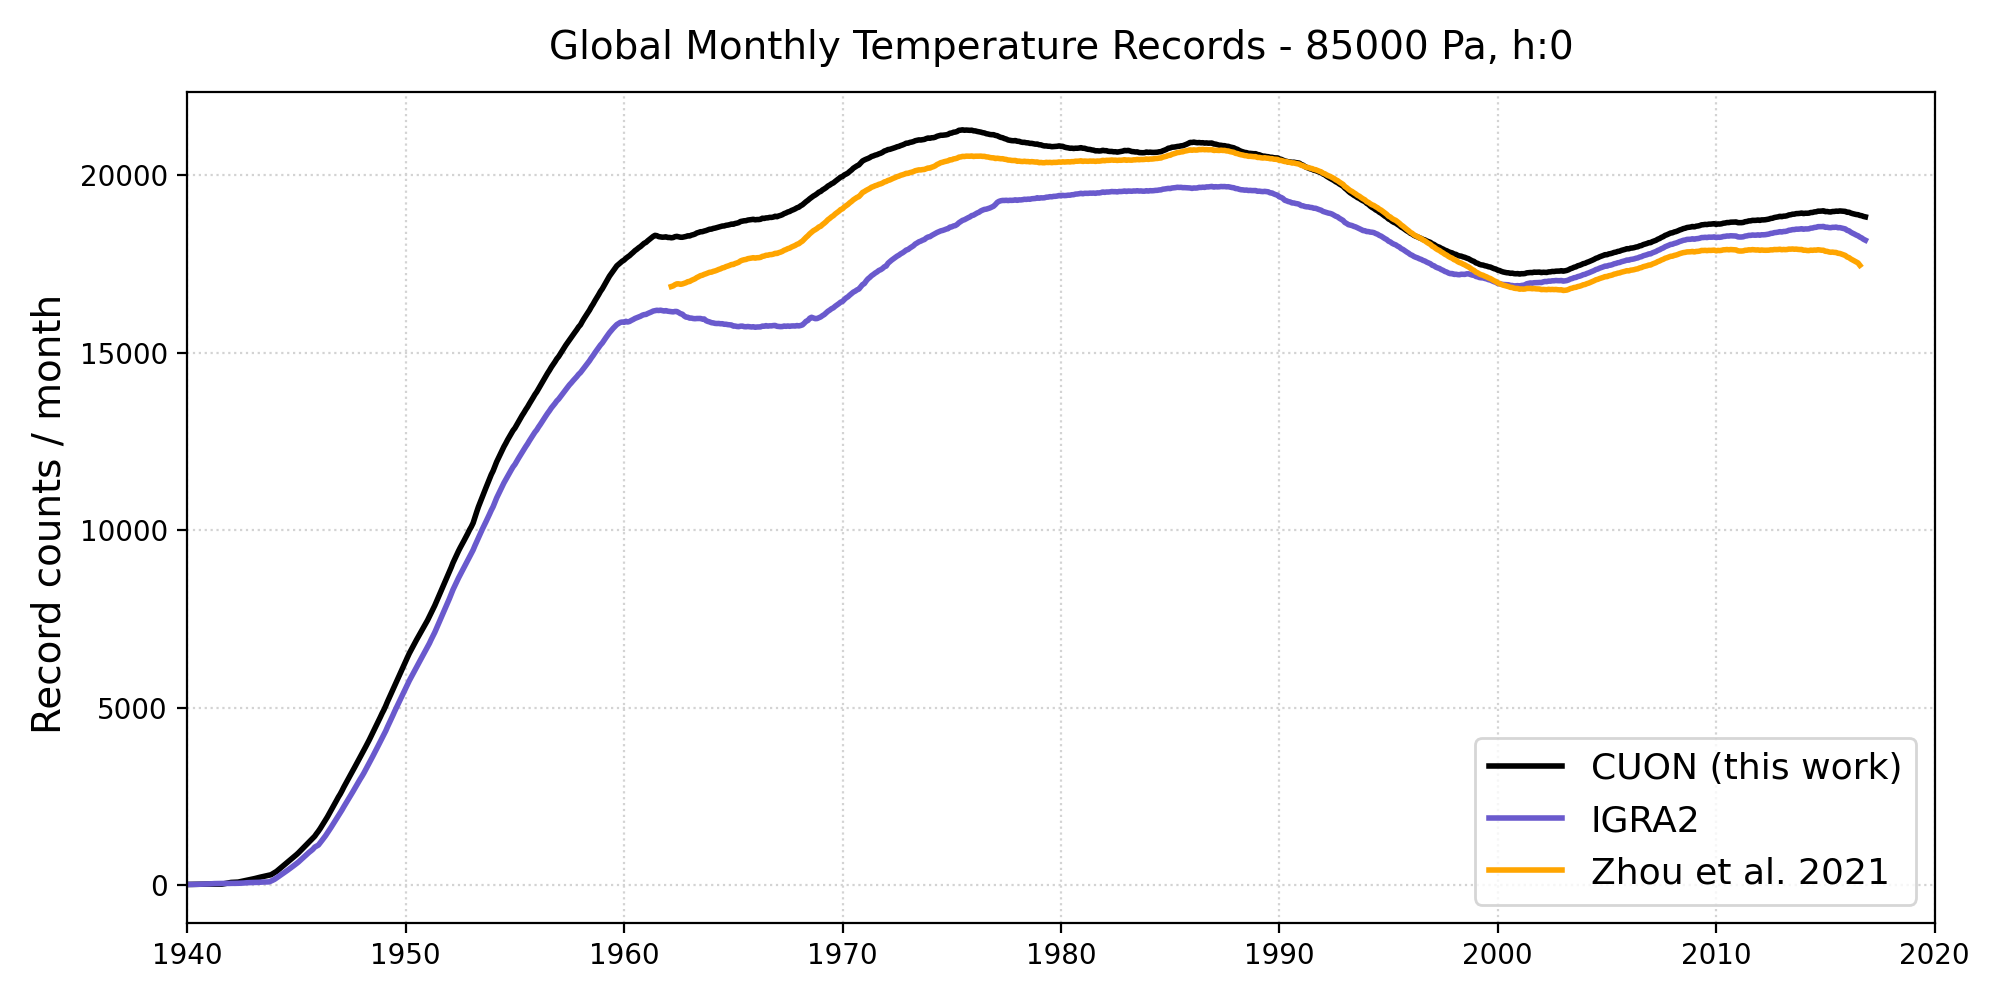 Global Monthly Temperature Records - 85000 Pa, h:0
Record counts / month
20000
15000
10000
5000
0
1940 1950 1960 1970 1980 1990 2000 2010 2020
CUON (this work)
IGRA2
Zhou et al. 2021